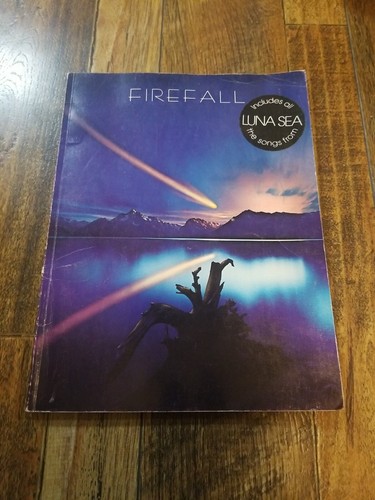 FIREFALL
includes all
LUNA SEA
the songs from